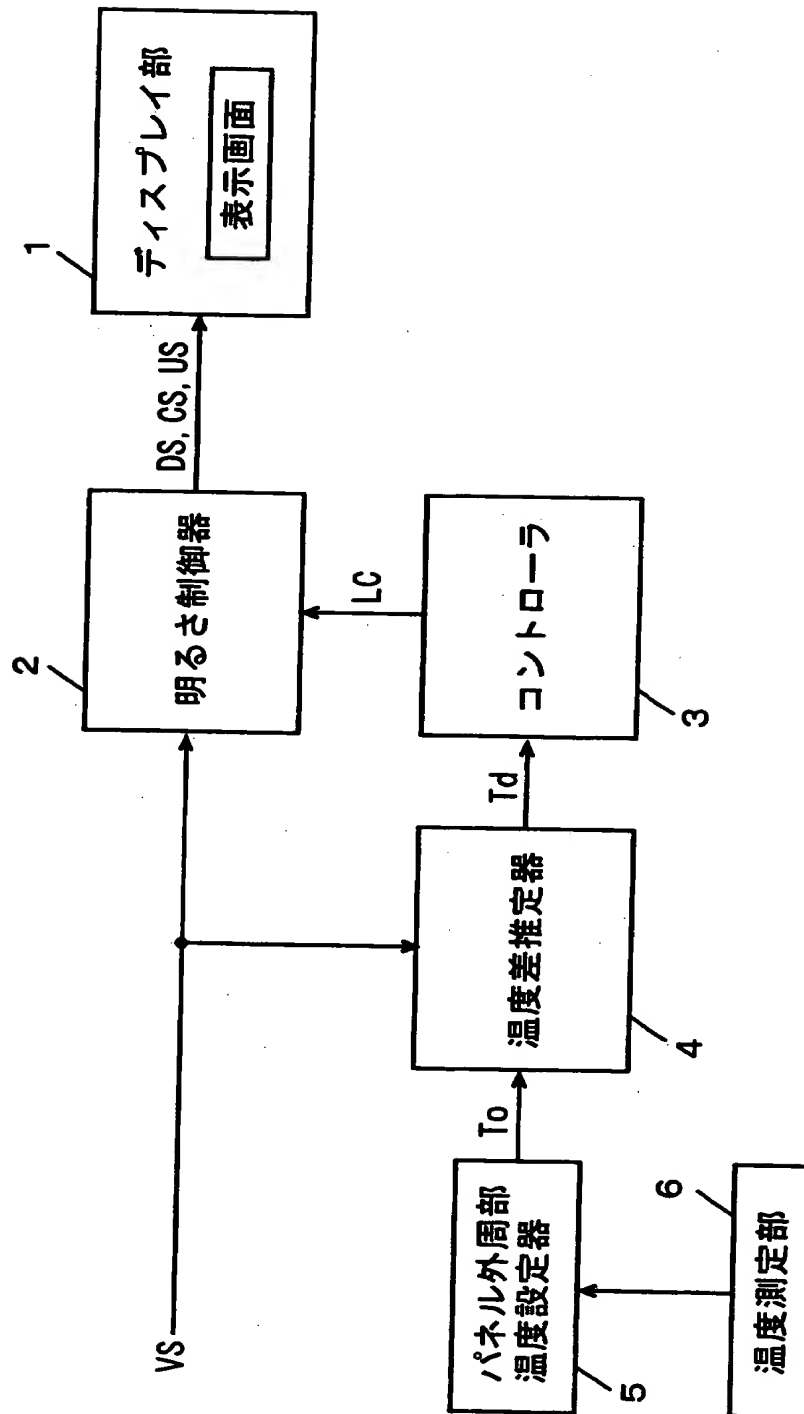 VS
2
明るさ制御器
DS, CS, US
1
ディスプレイ部
表示画面
LC
コントローラ
3
Td
温度差推定器
4
To
パネル外周部
温度設定器
5
6
温度測定部